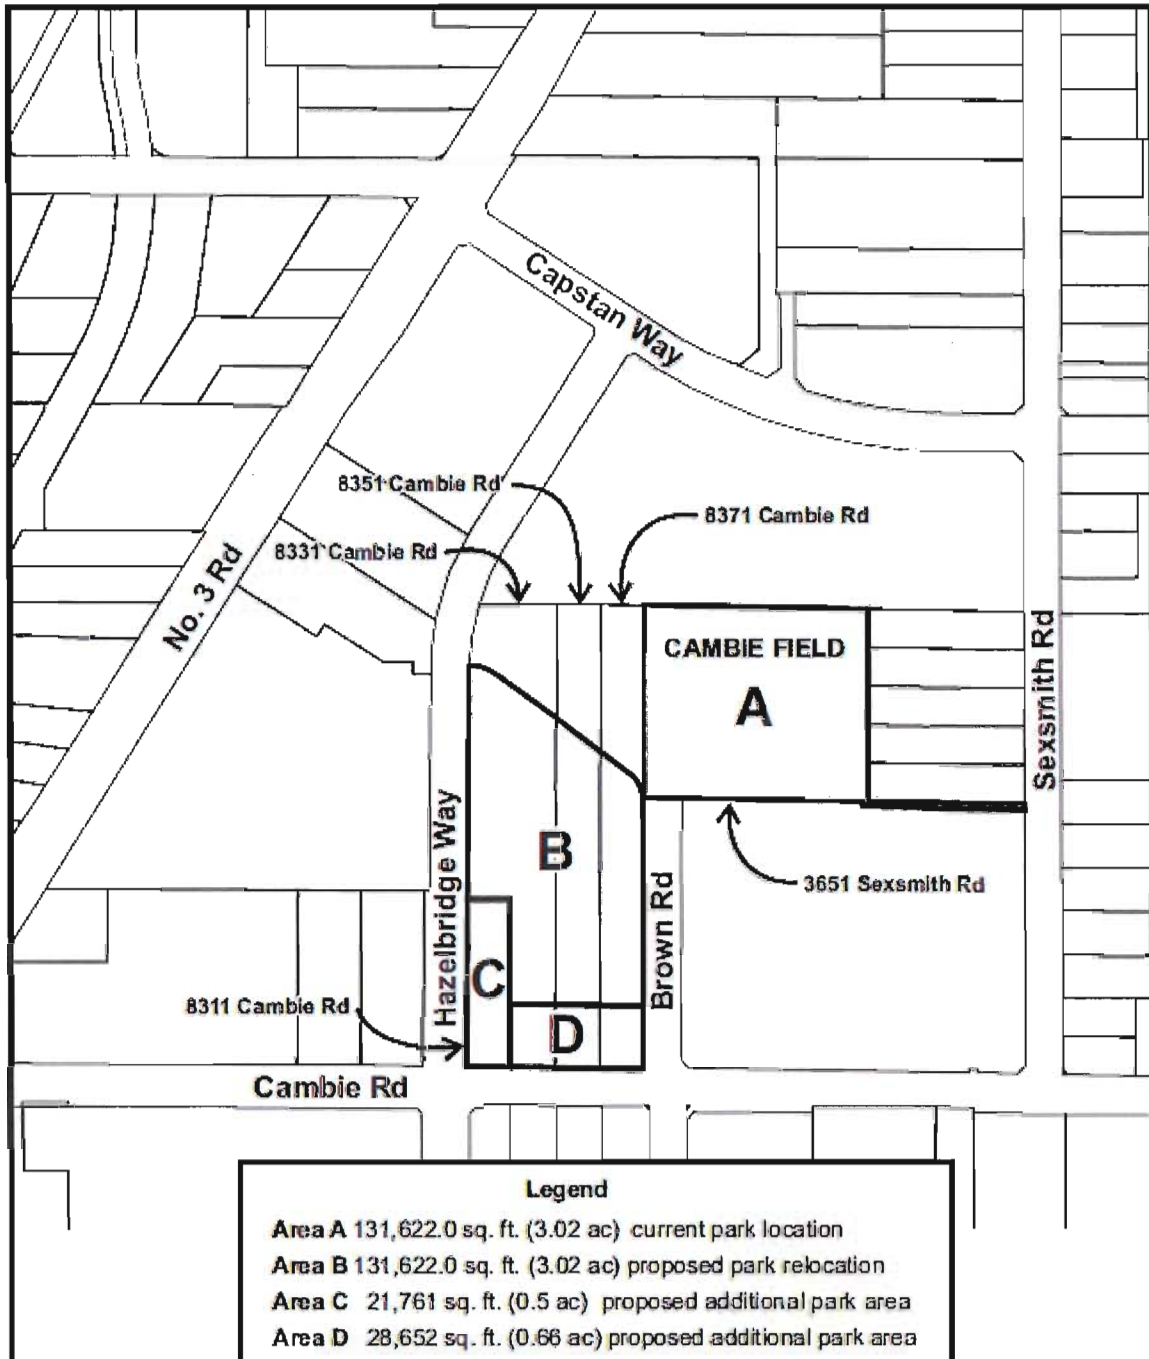 Capstan Way
8351 Cambie Rd
8371 Cambie Rd
8331 Cambie Rd
No. 3 Rd
CAMBIE FIELD
A
Sexsmith Rd
Hazelbridge Way
B
3651 Sexsmith Rd
Brown Rd
C
8311 Cambie Rd
D
Cambie Rd
Legend
Area A 131,622.0 sq. ft. (3.02 ac) current park location
Area B 131,622.0 sq. ft. (3.02 ac) proposed park relocation
Area C 21,761 sq. ft. (0.5 ac) proposed additional park area
Area D 28,652 sq. ft. (0.66 ac) proposed additional park area